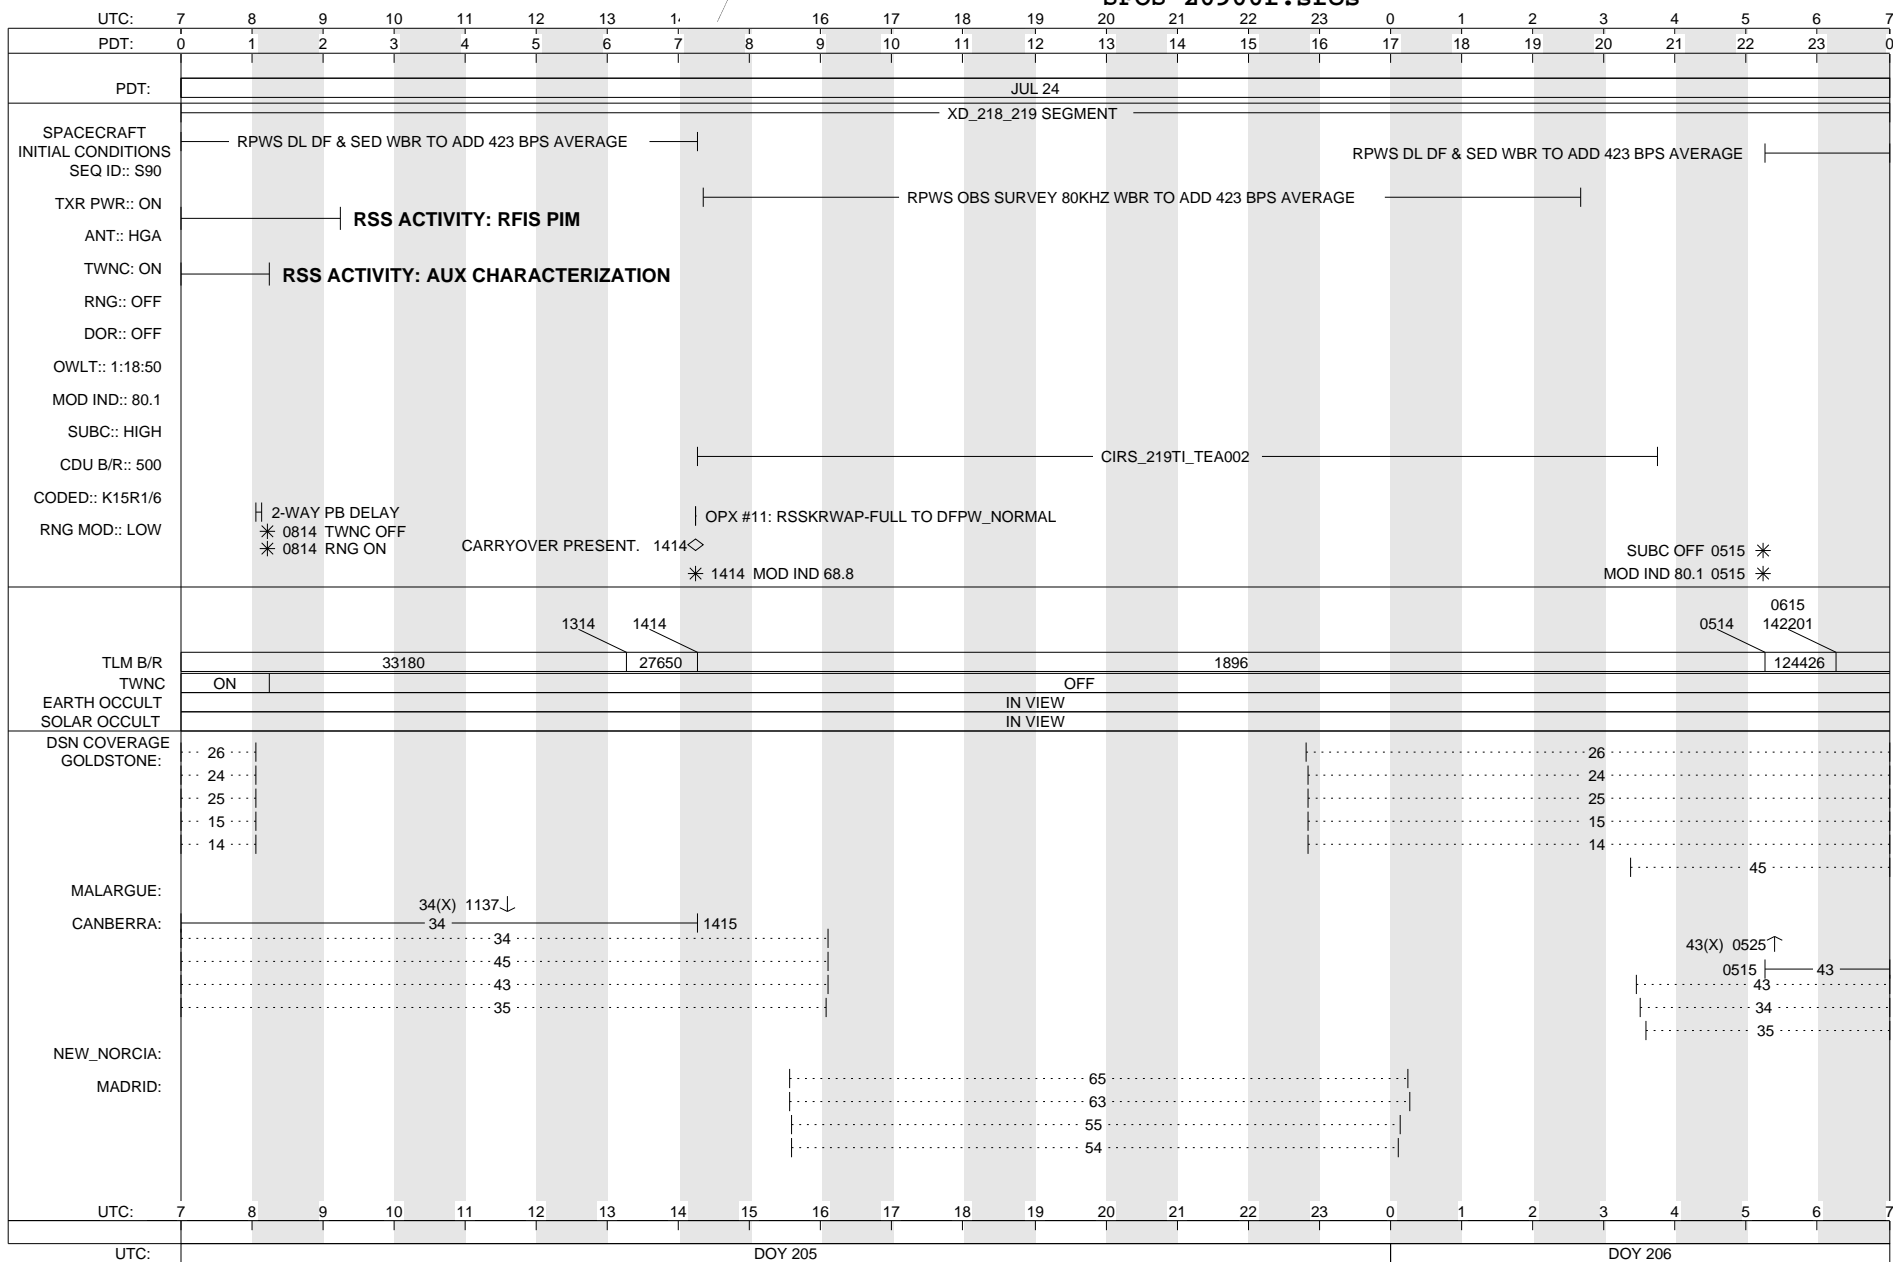 SFOS-20500P.sfos
UTC: 7 8 9 10 11 12 13 14 16 17 18 19 20 21 22 23 0 1 2 3 4 5 6 7
PDT: 0 1 2 3 4 5 6 7 8 9 10 11 12 13 14 15 16 17 18 19 20 21 22 23 0
PDT: JUL 24
XD_218_219 SEGMENT
SPACECRAFT
INITIAL CONDITIONS
RPWS DL DF & SED WBR TO ADD 423 BPS AVERAGE
RPWS DL DF & SED WBR TO ADD 423 BPS AVERAGE
SEQ ID:: S90
TXR PWR:: ON
RPWS OBS SURVEY 80KHZ WBR TO ADD 423 BPS AVERAGE
RSS ACTIVITY: RFIS PIM
ANT:: HGA
TWNC: ON
RSS ACTIVITY: AUX CHARACTERIZATION
RNG:: OFF
DOR:: OFF
OWLT:: 1:18:50
MOD IND:: 80.1
SUBC:: HIGH
CDU B/R:: 500
CIRS_219TI_TEA002
CODED:: K15R1/6
RNG MOD:: LOW
2-WAY PB DELAY
OPX #11: RSSKRWAP-FULL TO DFPW_NORMAL
0814 TWNC OFF
0814 RNG ON
CARRYOVER PRESENT. 1414
SUBC OFF 0515
1414 MOD IND 68.8
MOD IND 80.1 0515
0615
1314 1414 0514 142201
TLM B/R 33180 27650 1896 124426
TWNC ON OFF
EARTH OCCULT IN VIEW
SOLAR OCCULT IN VIEW
DSN COVERAGE
GOLDSTONE:
26 26
24 24
25 25
15 15
14 14
45
MALARGUE:
34(X) 1137
CANBERRA: 34 1415
34 43(X) 0525
45 0515 43
43 43
35 34
35
NEW_NORCIA:
MADRID: 65
63
55
54
UTC: 7 8 9 10 11 12 13 14 15 16 17 18 19 20 21 22 23 0 1 2 3 4 5 6 7
UTC: DOY 205 DOY 206